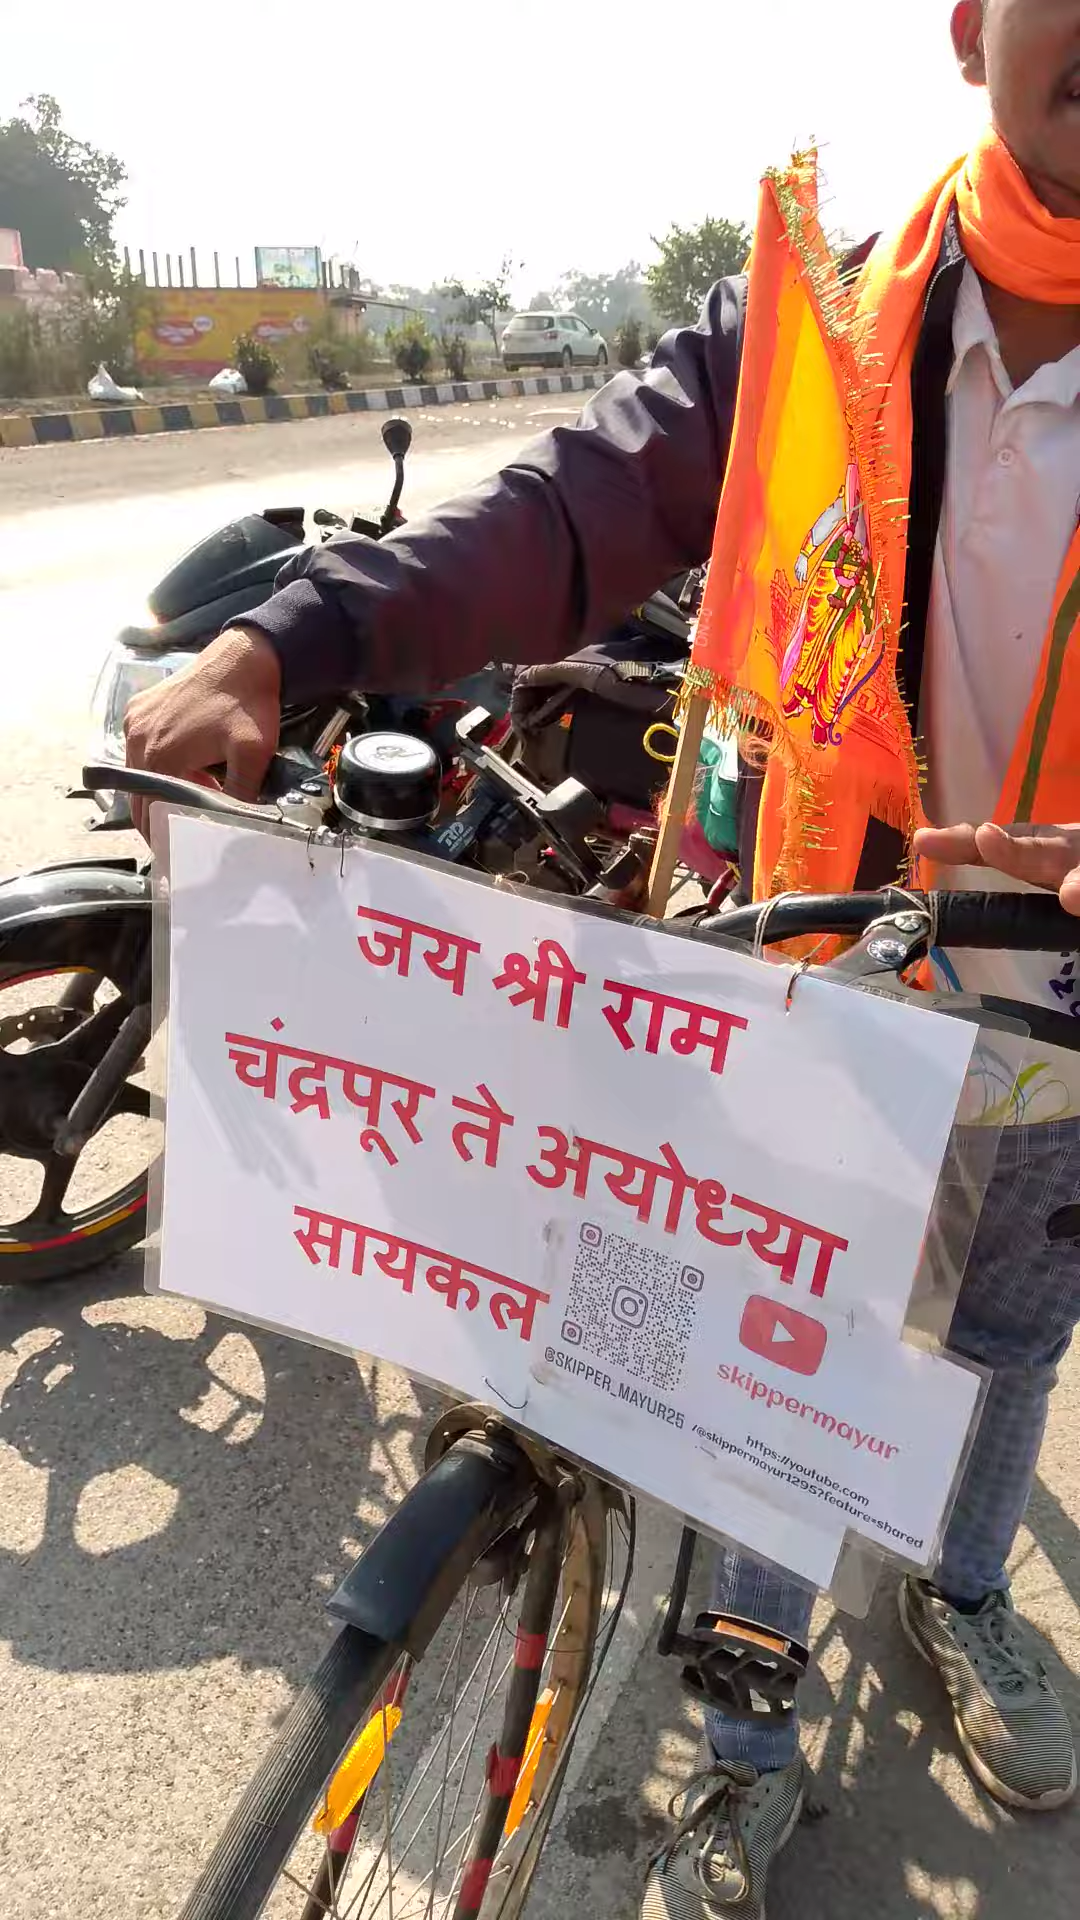 जय श्री राम
चंद्रपूर ते अयोध्या
सायकल
@SKIPPER_MAYUR25
skippermayur
https://youtube.com
/@skippermayur1295?feature=shared